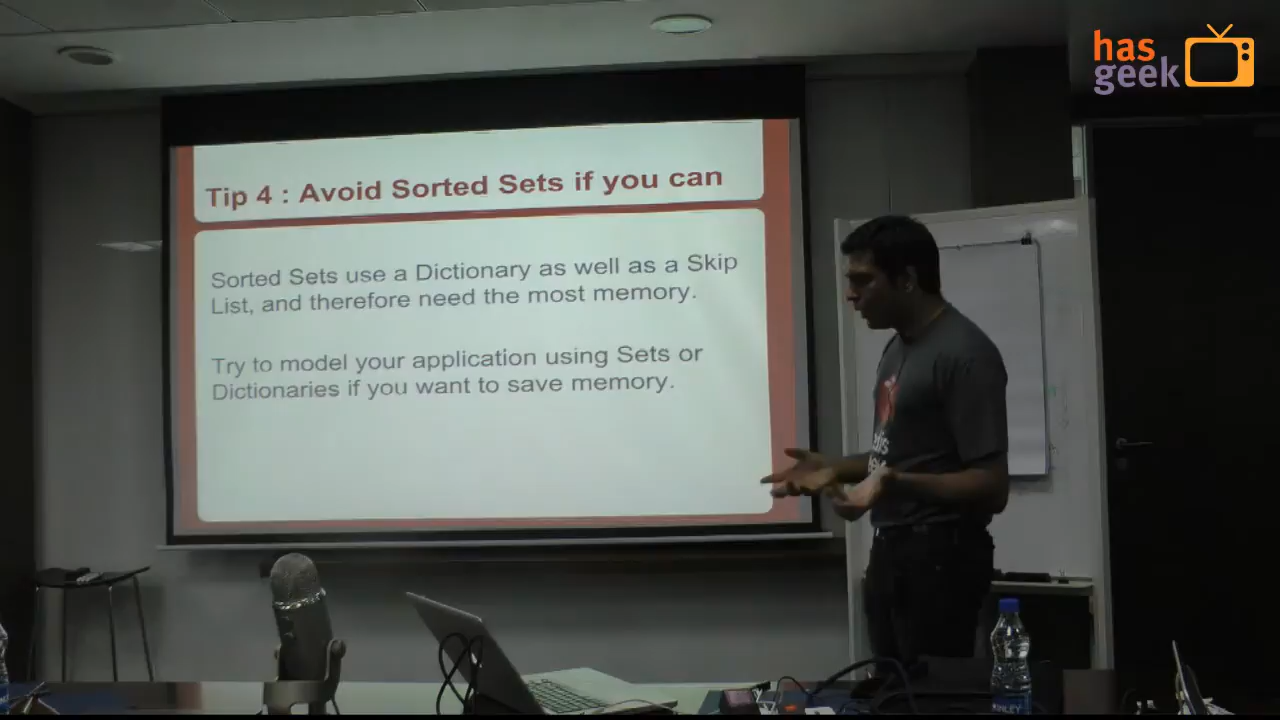 has
geek
Tip 4 : Avoid Sorted Sets if you can
Sorted Sets use a Dictionary as well as a Skip
List, and therefore need the most memory.
Try to model your application using Sets or
Dictionaries if you want to save memory.